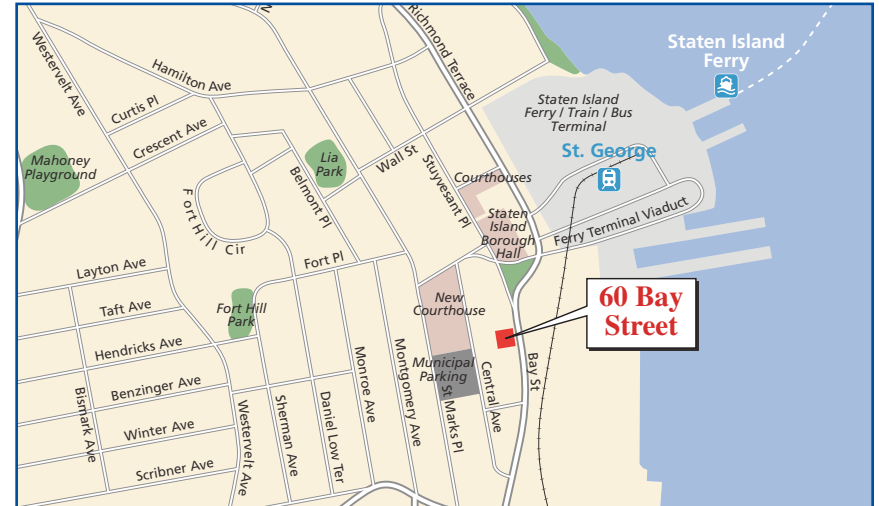 Westervelt Ave
Hamilton Ave
Curtis Pl
Crescent Ave
Richmond Terrace
Staten Island
Ferry
Staten Island
Ferry / Train / Bus
Terminal
St. George
Mahoney
Playground
Lia
Park
Wall St
Belmont Pl
Stuyvesant Pl
Courthouses
Fort Hill Cir
Staten
Island
Borough
Hall
Ferry Terminal Viaduct
Layton Ave
Fort Pl
Taft Ave
Fort Hill
Park
New
Courthouse
60 Bay
Street
Hendricks Ave
Benzinger Ave
Winter Ave
Scribner Ave
Bismark Ave
Westervelt Ave
Sherman Ave
Daniel Low Ter
Monroe Ave
Montgomery Ave
Municipal
Parking
St Marks Pl
Central Ave
Bay St